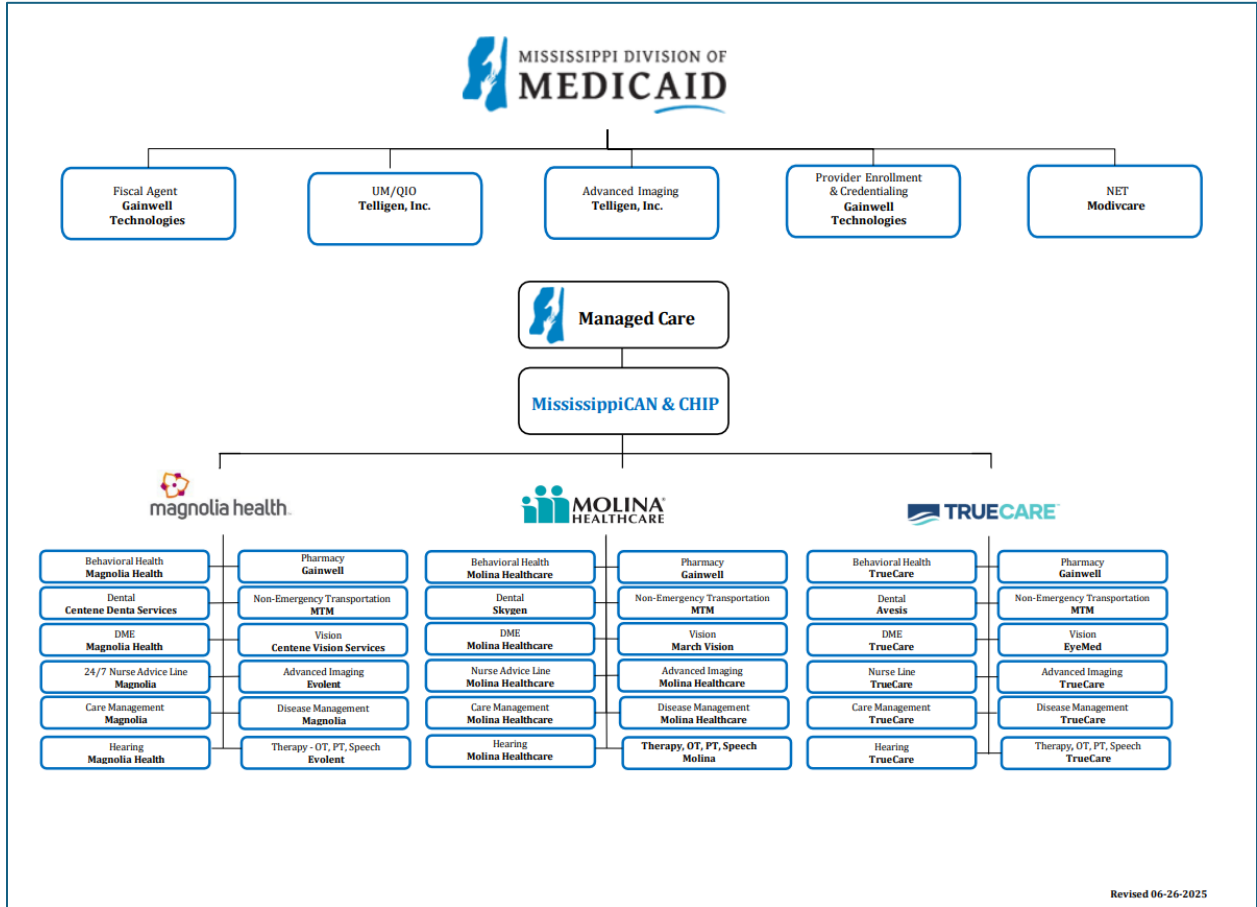 MISSISSIPPI DIVISION OF
MEDICAID
Fiscal Agent
Gainwell
Technologies
UM/QIO
Telligen, Inc.
Advanced Imaging
Telligen, Inc.
Provider Enrollment
& Credentialing
Gainwell
Technologies
NET
Modivcare
Managed Care
MississippiCAN & CHIP
magnolia health
Behavioral Health
Magnolia Health
Pharmacy
Gainwell
Dental
Centene Denta Services
Non-Emergency Transportation
MTM
DME
Magnolia Health
Vision
Centene Vision Services
24/7 Nurse Advice Line
Magnolia
Advanced Imaging
Evolent
Care Management
Magnolia
Disease Management
Magnolia
Hearing
Magnolia Health
Therapy - OT, PT, Speech
Evolent
MOLINA
HEALTHCARE
Behavioral Health
Molina Healthcare
Pharmacy
Gainwell
Dental
Skygen
Non-Emergency Transportation
MTM
DME
Molina Healthcare
Vision
March Vision
Nurse Advice Line
Molina Healthcare
Advanced Imaging
Molina Healthcare
Care Management
Molina Healthcare
Disease Management
Molina Healthcare
Hearing
Molina Healthcare
Therapy, OT, PT, Speech
Molina
TRUECARE
Behavioral Health
TrueCare
Pharmacy
Gainwell
Dental
Avesis
Non-Emergency Transportation
MTM
DME
TrueCare
Vision
EyeMed
Nurse Line
TrueCare
Advanced Imaging
TrueCare
Care Management
TrueCare
Disease Management
TrueCare
Hearing
TrueCare
Therapy, OT, PT, Speech
TrueCare
Revised 06-26-2025